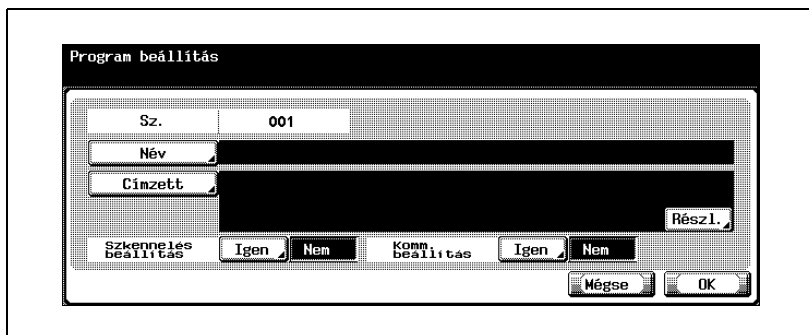 Program beállítás
Sz. 001
Név
Címzett
Részl.
Szkennelés beállítás Igen Nem Komm. beállítás Igen Nem
Mégse OK